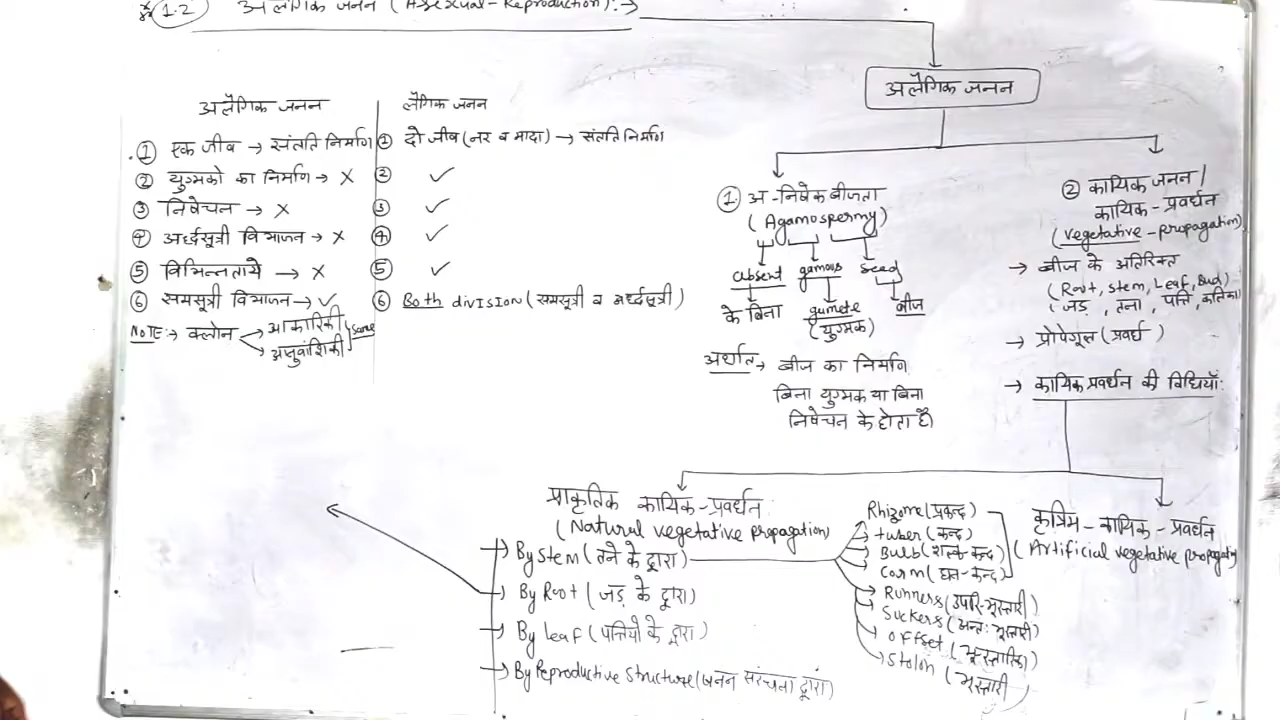 1.2 अलैंगिक जनन (Asexual-Reproduction):→
अलैंगिक जनन
अलैंगिक जनन
① एक जीव → संतति निर्माण
② युग्मको का निर्माण → X
③ निषेचन → X
④ अर्ध्दसूत्री विभाजन → X
⑤ विभिन्नताये → X
⑥ समसूत्री विभाजन → ✓
NOTE:→ क्लोन → आकारिकी
→ अनुवांशिकी
Same
लैंगिक जनन
① दो जीव (नर व मादा) → संततिनिर्माण
② ✓
③ ✓
④ ✓
⑤ ✓
⑥ Both division (समसूत्री व अर्ध्दसूत्री)
① अ-निषेक बीजता
(Agamospermy)
absent gamous seed
के बिना gamete बीज
(युग्मक)
अर्थात → बीज का निर्माण
बिना युग्मक या बिना
निषेचन के होता है
② कायिक जनन/
कायिक-प्रवर्धन
(vegetative-propagation)
→ बीज के अतिरिक्त
(Root, Stem, Leaf, Bud)
(जड़, तना, पत्ति, कलिका)
→ प्रोपेगूल (प्रवर्ध)
→ कायिक प्रवर्धन की विधियाँ:
प्राकृतिक कायिक-प्रवर्धन:
(Natural vegetative propagation)
→ By stem (तने के द्वारा)
→ By Root (जड़ के द्वारा)
→ By leaf (पत्तियो के द्वारा)
→ By Reproductive Structure (जनन संरचना द्वारा)
Rhizome (प्रकन्द)
tuber (कन्द)
Bulb (शल्क-कन्द)
Corm (घन-कन्द)
Runners (उपरि-भूस्तारी)
Suckers (अन्तः भूस्तारी)
offset (भूस्तारिका)
Stolon (भूस्तारी)
कृत्रिम-कायिक-प्रवर्धन
(Artificial vegetative propagatin